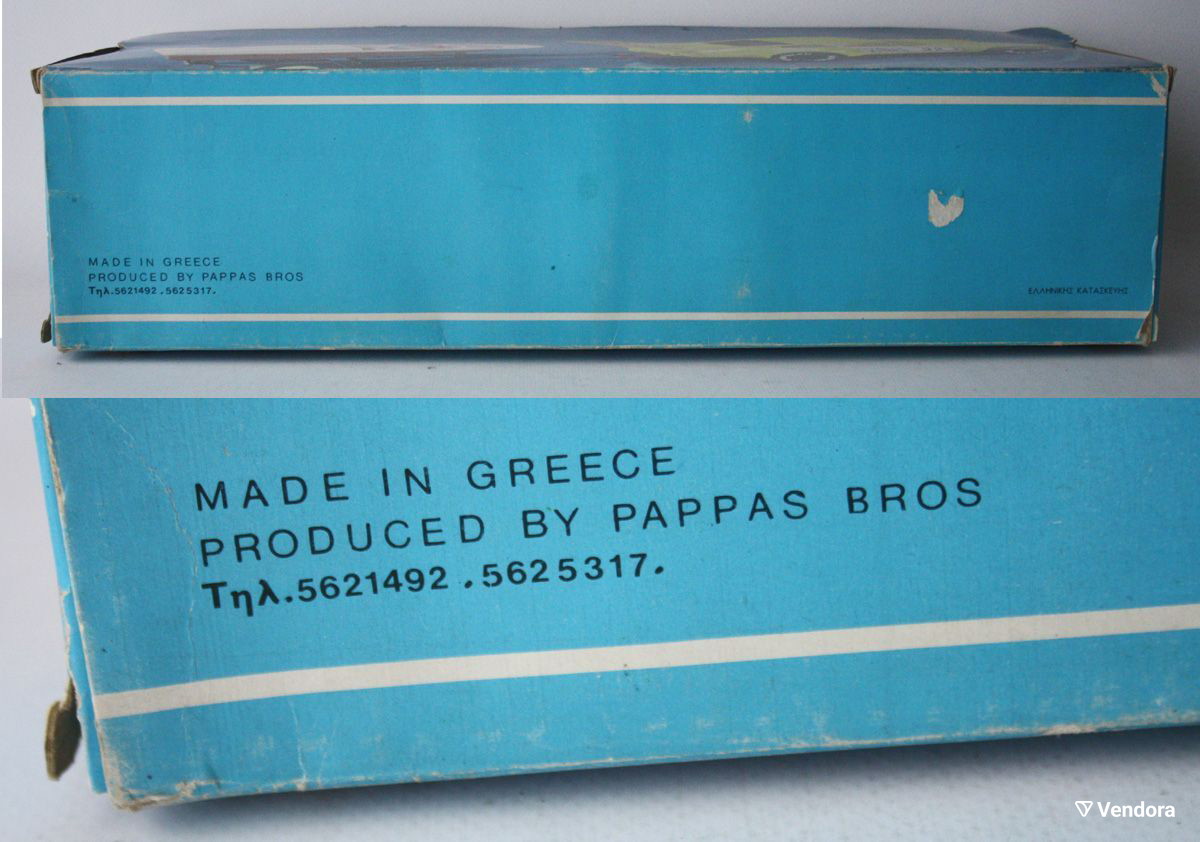 MADE IN GREECE
PRODUCED BY PAPPAS BROS
Τηλ.5621492 .5625317.
ΕΛΛΗΝΙΚΗΣ ΚΑΤΑΣΚΕΥΗΣ
MADE IN GREECE
PRODUCED BY PAPPAS BROS
Τηλ.5621492 .5625317.
Vendora